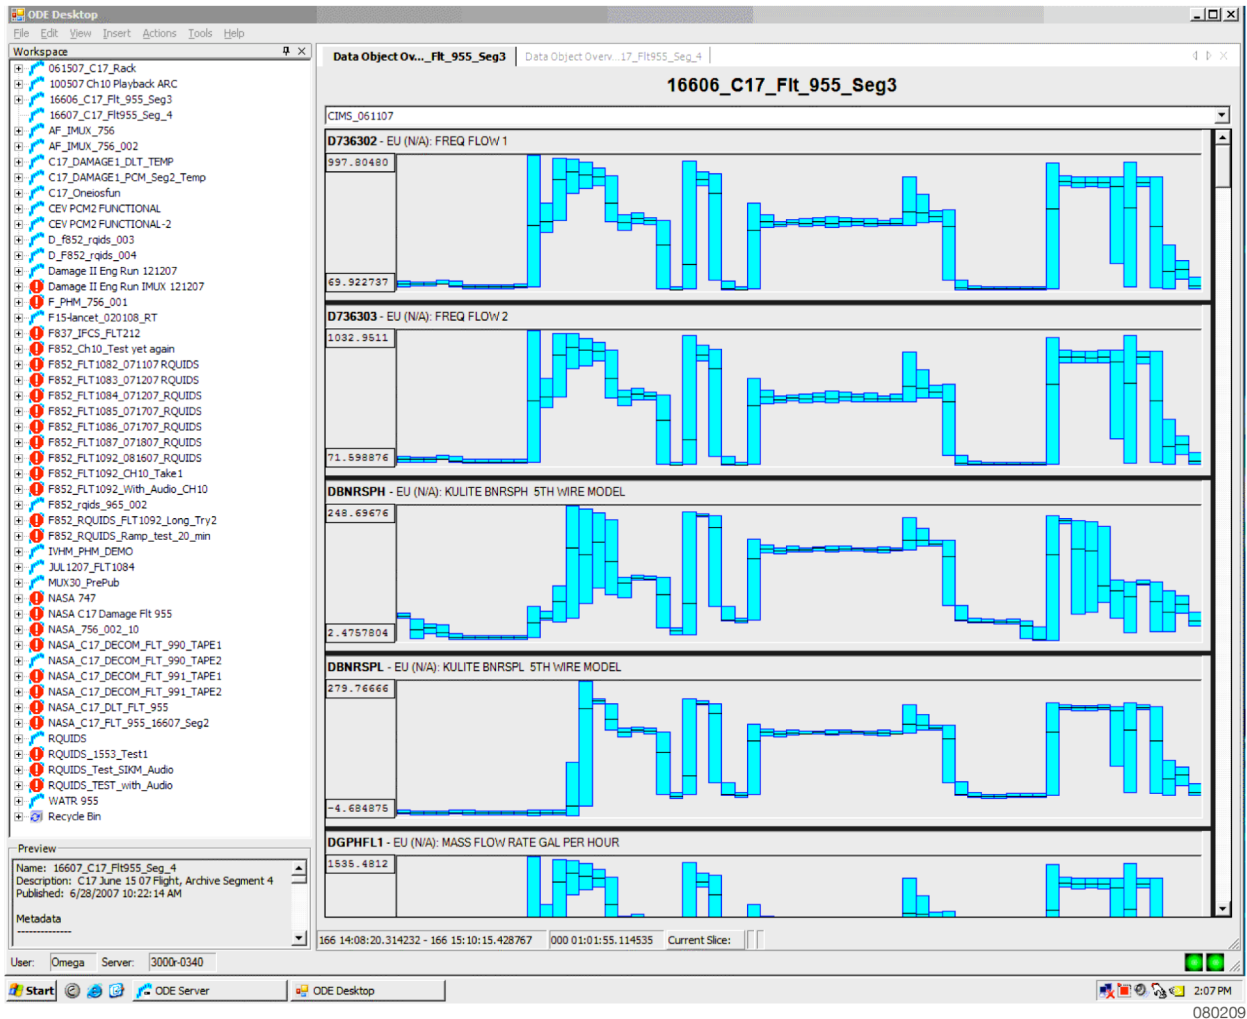 ODE Desktop
File Edit View Insert Actions Tools Help
Workspace
061507_C17_Rack
100507 Ch10 Playback ARC
16606_C17_Flt_955_Seg3
16607_C17_Flt955_Seg_4
AF_IMUX_756
AF_IMUX_756_002
C17_DAMAGE1_DLT_TEMP
C17_DAMAGE1_PCM_Seg2_Temp
C17_Oneiosfun
CEV PCM2 FUNCTIONAL
CEV PCM2 FUNCTIONAL-2
D_f852_rqids_003
D_F852_rqids_004
Damage II Eng Run 121207
Damage II Eng Run IMUX 121207
F_PHM_756_001
F15-lancet_020108_RT
F837_IFCS_FLT212
F852_Ch10_Test yet again
F852_FLT1082_071107 RQUIDS
F852_FLT1083_071207 RQUIDS
F852_FLT1084_071207_RQUIDS
F852_FLT1085_071707_RQUIDS
F852_FLT1086_071707_RQUIDS
F852_FLT1087_071807_RQUIDS
F852_FLT1092_081607_RQUIDS
F852_FLT1092_CH10_Take1
F852_FLT1092_With_Audio_CH10
F852_rqids_965_002
F852_RQUIDS_FLT1092_Long_Try2
F852_RQUIDS_Ramp_test_20_min
IVHM_PHM_DEMO
JUL1207_FLT1084
MUX30_PrePub
NASA 747
NASA C17 Damage Flt 955
NASA_756_002_10
NASA_C17_DECOM_FLT_990_TAPE1
NASA_C17_DECOM_FLT_990_TAPE2
NASA_C17_DECOM_FLT_991_TAPE1
NASA_C17_DECOM_FLT_991_TAPE2
NASA_C17_DLT_FLT_955
NASA_C17_FLT_955_16607_Seg2
RQUIDS
RQUIDS_1553_Test1
RQUIDS_Test_SIKM_Audio
RQUIDS_TEST_with_Audio
WATR 955
Recycle Bin
Preview
Name: 16607_C17_Flt955_Seg_4
Description: C17 June 15 07 Flight, Archive Segment 4
Published: 6/28/2007 10:22:14 AM
Metadata
--------------
Data Object Ov..._Flt_955_Seg3 Data Object Overv...17_Flt955_Seg_4
16606_C17_Flt_955_Seg3
CIMS_061107
D736302 - EU (N/A): FREQ FLOW 1
997.80480
69.922737
D736303 - EU (N/A): FREQ FLOW 2
1032.9511
71.598876
DBNRSPH - EU (N/A): KULITE BNRSPH 5TH WIRE MODEL
248.69676
2.4757804
DBNRSPL - EU (N/A): KULITE BNRSPL 5TH WIRE MODEL
279.76666
-4.684875
DGPHFL1 - EU (N/A): MASS FLOW RATE GAL PER HOUR
1535.4812
166 14:08:20.314232 - 166 15:10:15.428767 000 01:01:55.114535 Current Slice:
User: Omega Server: 3000r-0340
Start ODE Server ODE Desktop 2:07 PM
080209